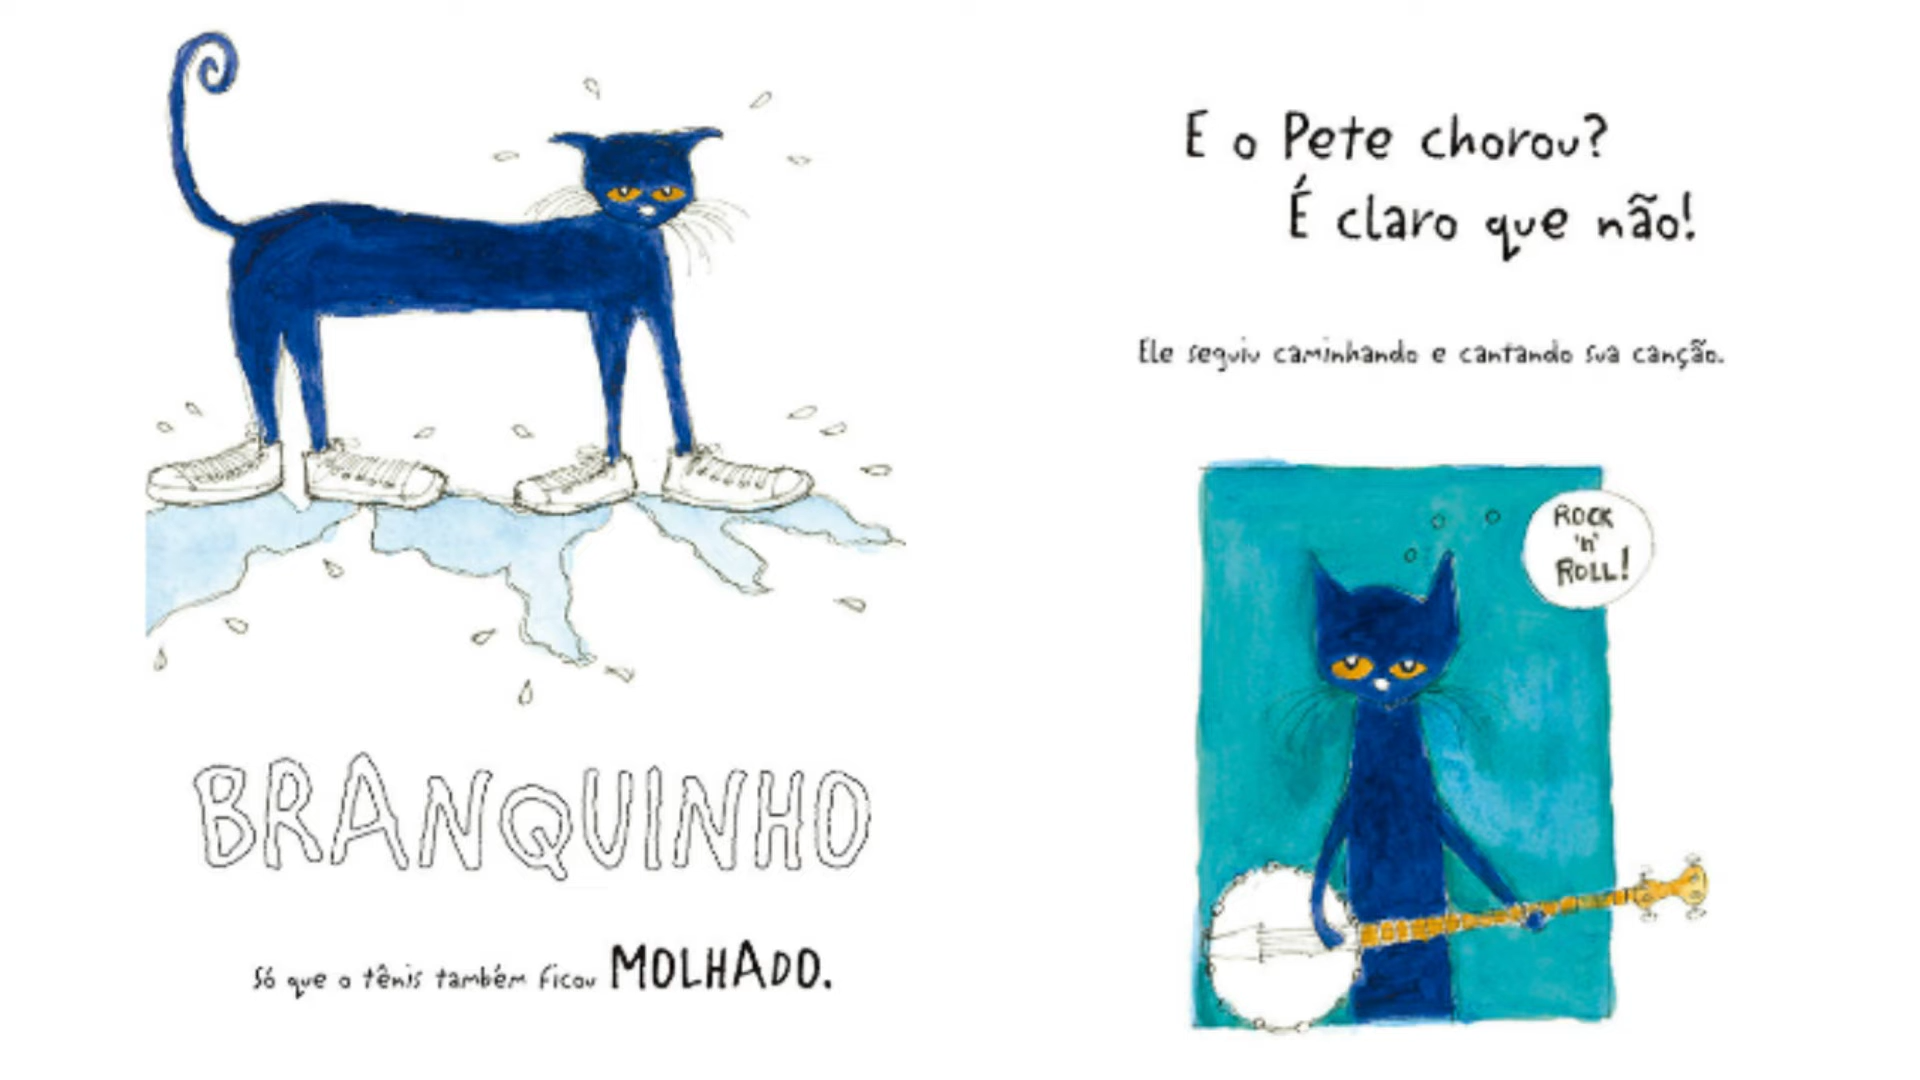 BRANQUINHO
Só que o tênis também ficou MOLHADO.
E o Pete chorou?
É claro que não!
Ele seguiu caminhando e cantando sua canção.
ROCK
'n'
ROLL!